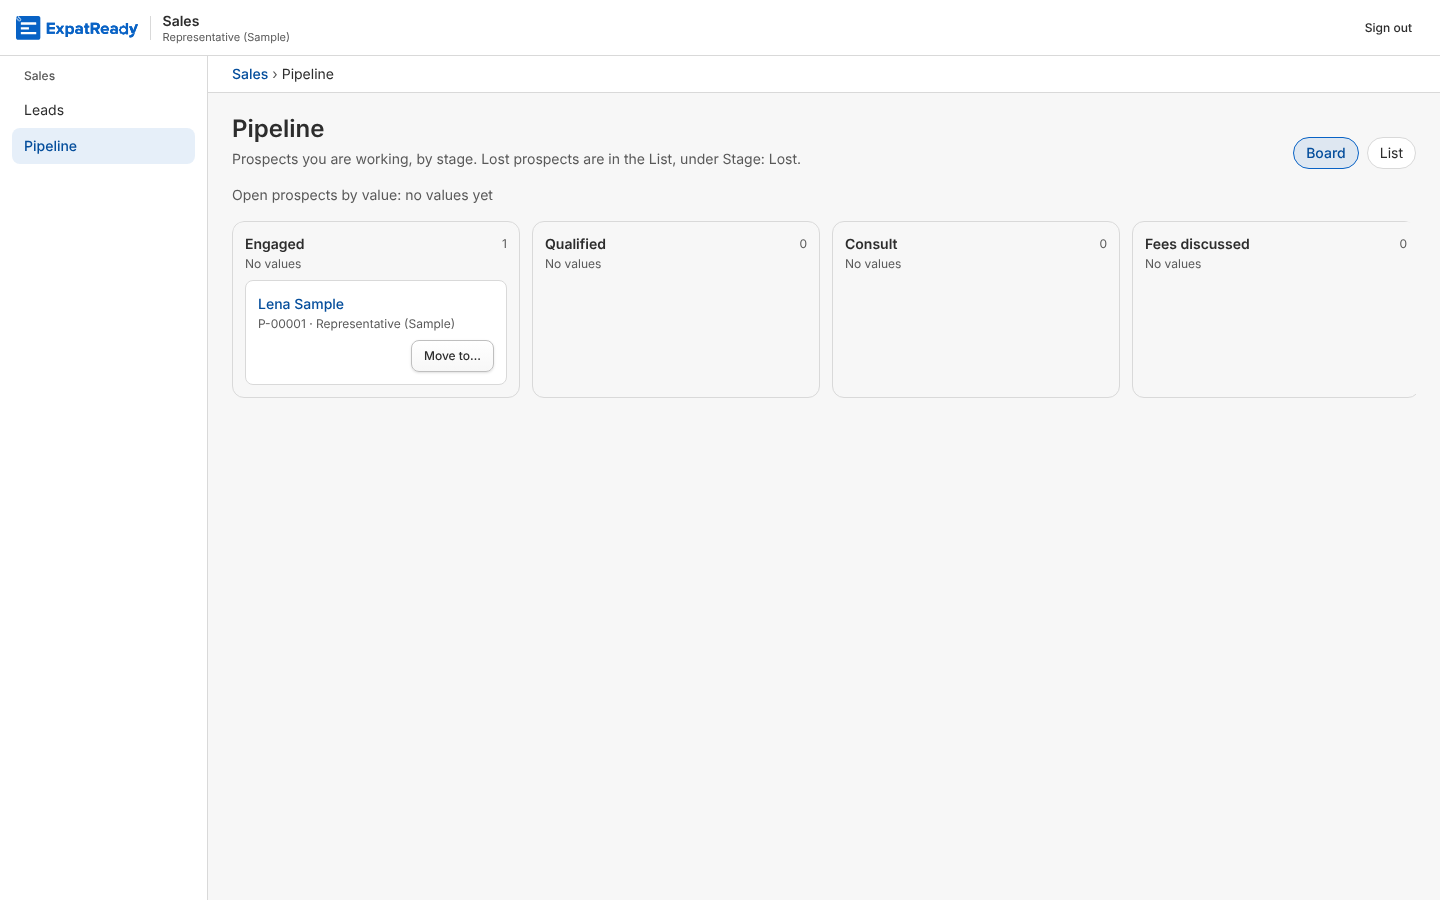 ExpatReady
Sales
Representative (Sample)
Sign out
Sales
Leads
Pipeline
Sales › Pipeline
Pipeline
Prospects you are working, by stage. Lost prospects are in the List, under Stage: Lost.
Board
List
Open prospects by value: no values yet
Engaged 1
No values
Lena Sample
P-00001 · Representative (Sample)
Move to...
Qualified 0
No values
Consult 0
No values
Fees discussed 0
No values